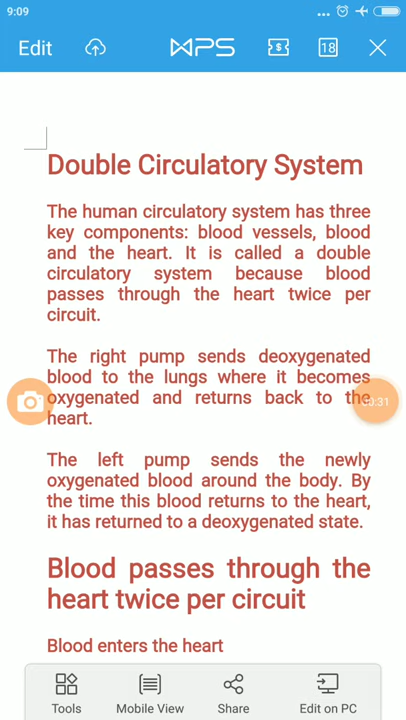 9:09
Edit
WPS
$
18
Double Circulatory System
The human circulatory system has three
key components: blood vessels, blood
and the heart. It is called a double
circulatory system because blood
passes through the heart twice per
circuit.
The right pump sends deoxygenated
blood to the lungs where it becomes
oxygenated and returns back to the
heart.
The left pump sends the newly
oxygenated blood around the body. By
the time this blood returns to the heart,
it has returned to a deoxygenated state.
Blood passes through the
heart twice per circuit
Blood enters the heart
Tools
Mobile View
Share
Edit on PC